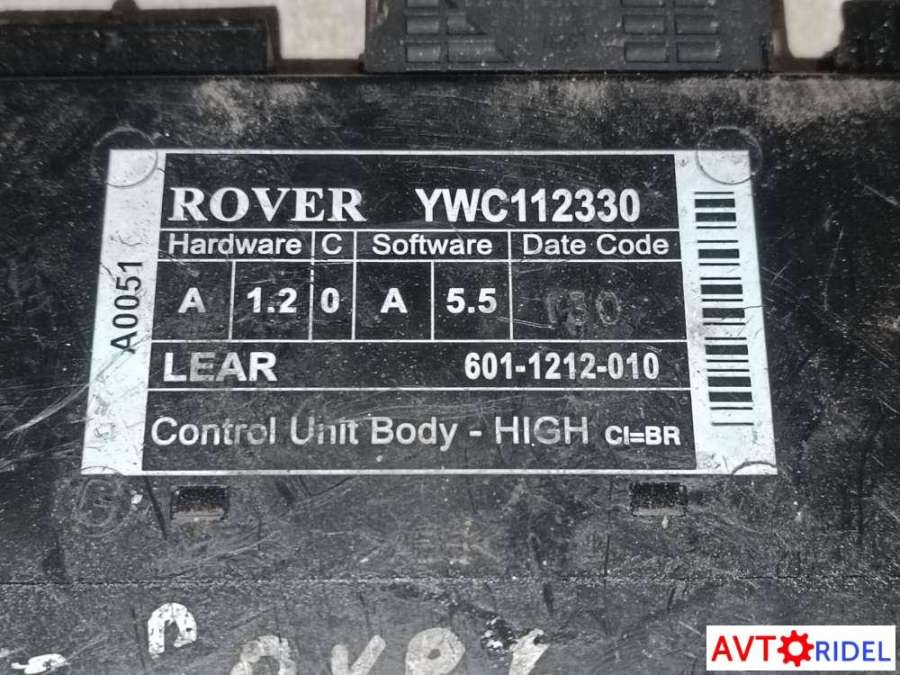 ROVER YWC112330
Hardware C Software Date Code
A 1.2 0 A 5.5
A0051
LEAR 601-1212-010
Control Unit Body - HIGH CI=BR
AVTORIDEL